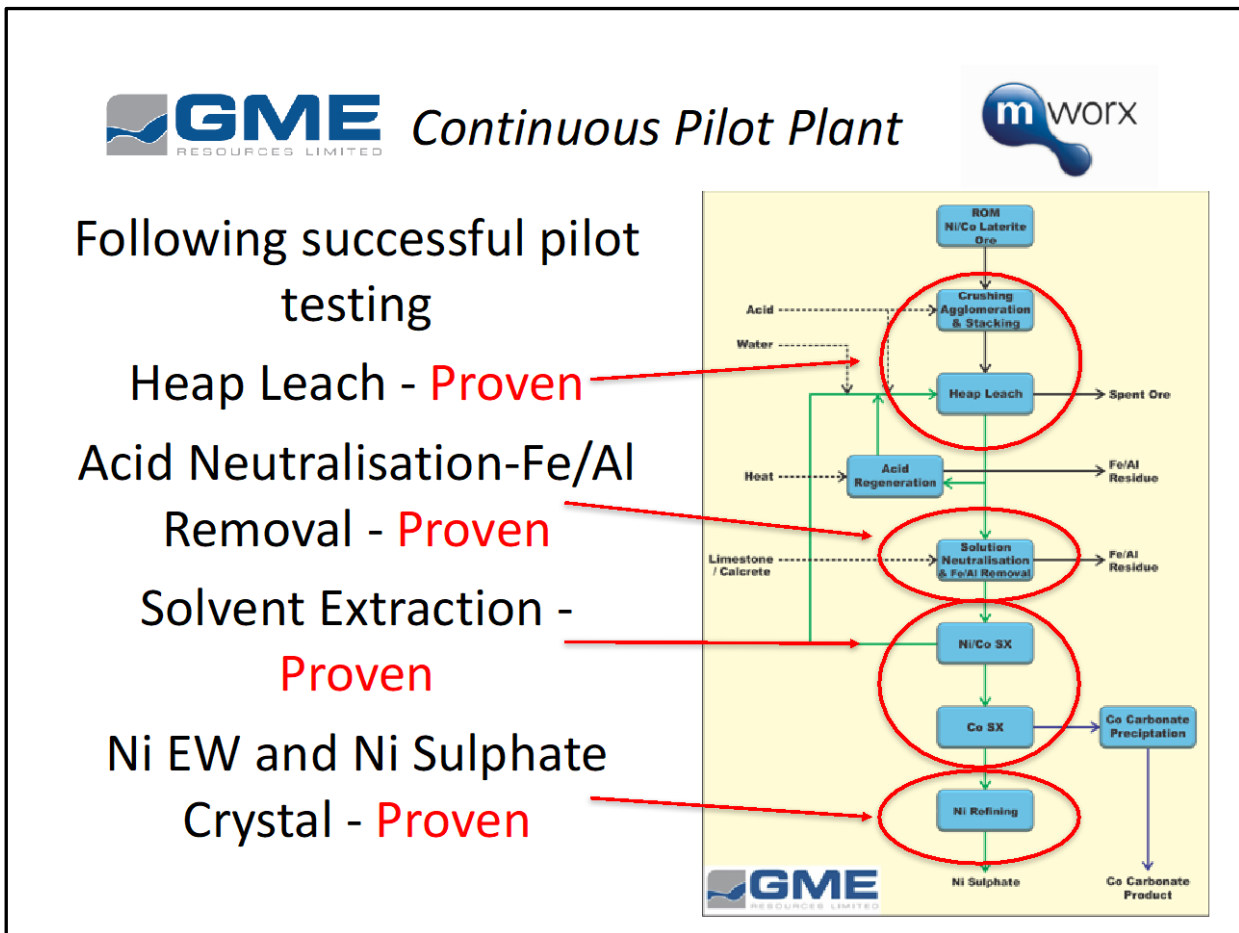 GME
RESOURCES LIMITED
Continuous Pilot Plant
m worx
Following successful pilot
testing
Heap Leach - Proven
Acid Neutralisation-Fe/Al
Removal - Proven
Solvent Extraction -
Proven
Ni EW and Ni Sulphate
Crystal - Proven
ROM
Ni/Co Laterite
Ore
Crushing
Agglomeration
& Stacking
Acid
Water
Heap Leach
Spent Ore
Heat
Acid
Regeneration
Fe/Al
Residue
Limestone
/ Calcrete
Solution
Neutralisation
& Fe/Al Removal
Fe/Al
Residue
Ni/Co SX
Co SX
Co Carbonate
Preciptation
Ni Refining
Ni Sulphate
Co Carbonate
Product
GME
RESOURCES LIMITED